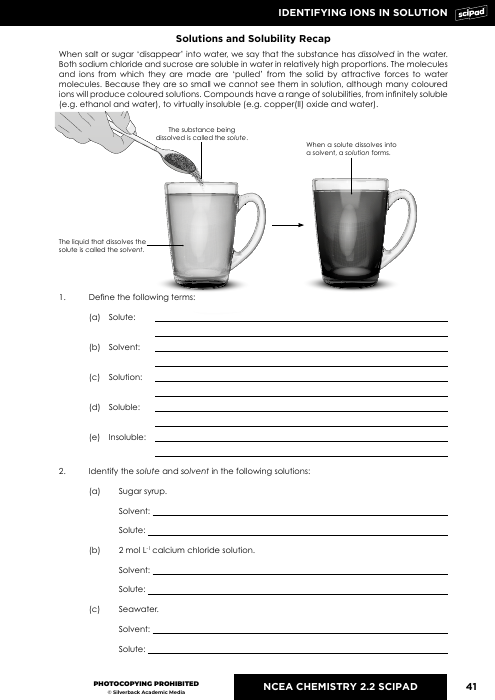 IDENTIFYING IONS IN SOLUTION
scipad
Solutions and Solubility Recap
When salt or sugar 'disappear' into water, we say that the substance has dissolved in the water.
Both sodium chloride and sucrose are soluble in water in relatively high proportions. The molecules
and ions from which they are made are 'pulled' from the solid by attractive forces to water
molecules. Because they are so small we cannot see them in solution, although many coloured
ions will produce coloured solutions. Compounds have a range of solubilities, from infinitely soluble
(e.g. ethanol and water), to virtually insoluble (e.g. copper(II) oxide and water).
The substance being
dissolved is called the solute.
When a solute dissolves into
a solvent, a solution forms.
The liquid that dissolves the
solute is called the solvent.
1. Define the following terms:
(a) Solute:
(b) Solvent:
(c) Solution:
(d) Soluble:
(e) Insoluble:
2. Identify the solute and solvent in the following solutions:
(a) Sugar syrup.
Solvent:
Solute:
(b) 2 mol L⁻¹ calcium chloride solution.
Solvent:
Solute:
(c) Seawater.
Solvent:
Solute:
PHOTOCOPYING PROHIBITED
© Silverback Academic Media
NCEA CHEMISTRY 2.2 SCIPAD
41